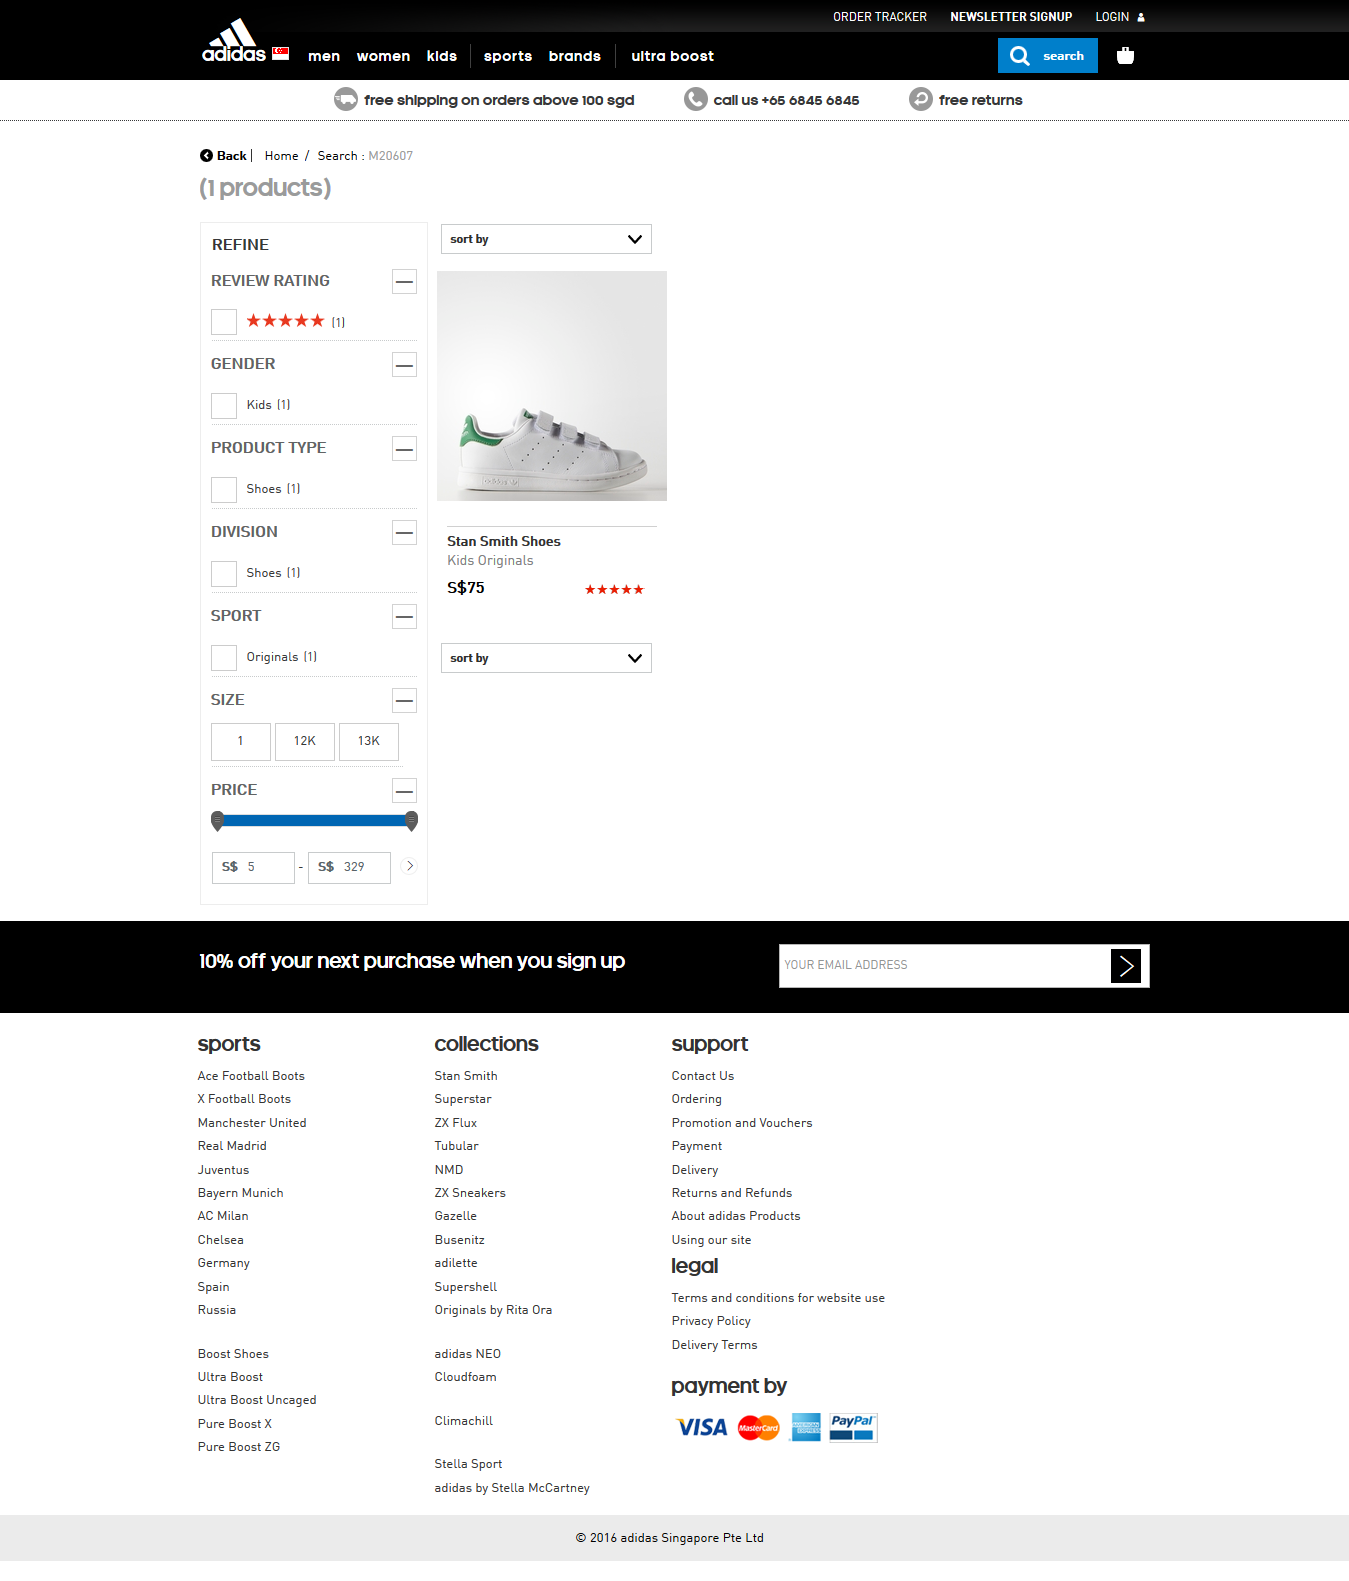 ORDER TRACKER NEWSLETTER SIGNUP LOGIN
adidas men women kids sports brands ultra boost search
free shipping on orders above 100 sgd call us +65 6845 6845 free returns
Back | Home / Search : M20607
(1 products)
REFINE
REVIEW RATING
(1)
GENDER
Kids (1)
PRODUCT TYPE
Shoes (1)
DIVISION
Shoes (1)
SPORT
Originals (1)
SIZE
1 12K 13K
PRICE
S$ 5 - S$ 329
sort by
Stan Smith Shoes
Kids Originals
S$75
sort by
10% off your next purchase when you sign up
YOUR EMAIL ADDRESS
sports
Ace Football Boots
X Football Boots
Manchester United
Real Madrid
Juventus
Bayern Munich
AC Milan
Chelsea
Germany
Spain
Russia
Boost Shoes
Ultra Boost
Ultra Boost Uncaged
Pure Boost X
Pure Boost ZG
collections
Stan Smith
Superstar
ZX Flux
Tubular
NMD
ZX Sneakers
Gazelle
Busenitz
adilette
Supershell
Originals by Rita Ora
adidas NEO
Cloudfoam
Climachill
Stella Sport
adidas by Stella McCartney
support
Contact Us
Ordering
Promotion and Vouchers
Payment
Delivery
Returns and Refunds
About adidas Products
Using our site
legal
Terms and conditions for website use
Privacy Policy
Delivery Terms
payment by
VISA MasterCard AMERICAN EXPRESS PayPal
© 2016 adidas Singapore Pte Ltd